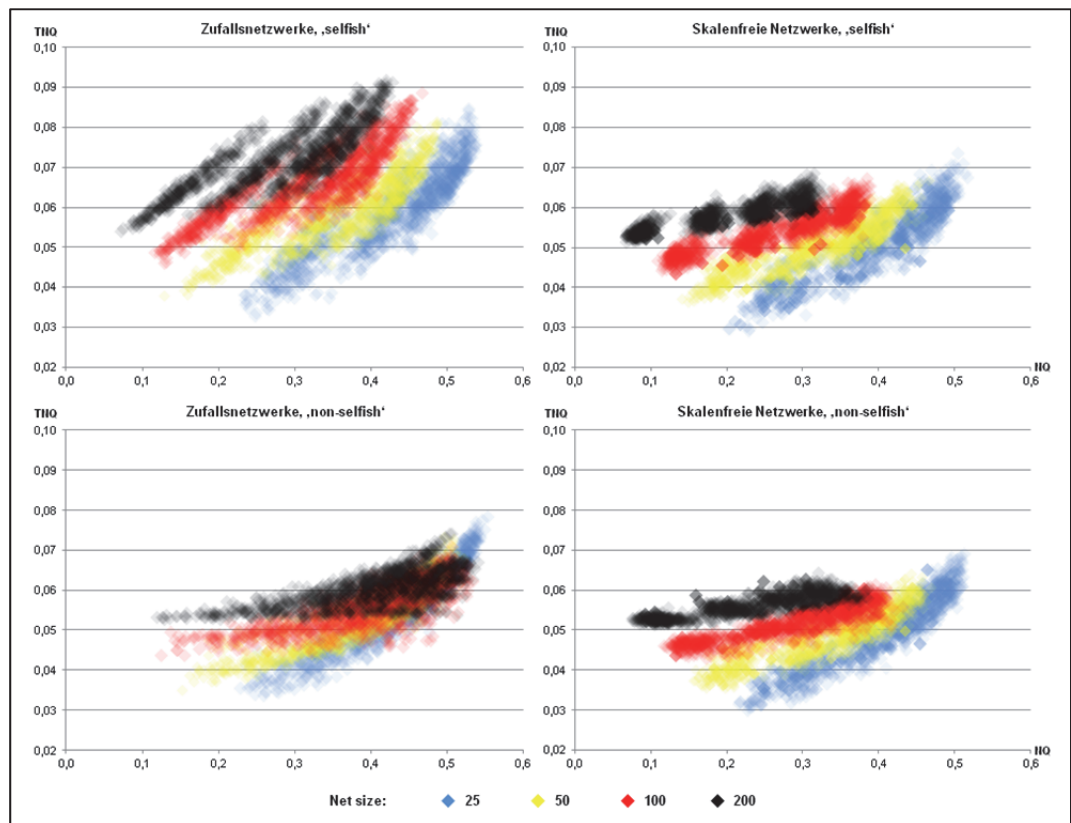 Zufallsnetzwerke, ‚selfish‘
TNQ
0,10
0,09
0,08
0,07
0,06
0,05
0,04
0,03
0,02
0,0 0,1 0,2 0,3 0,4 0,5 0,6
Skalenfreie Netzwerke, ‚selfish‘
TNQ
0,10
0,09
0,08
0,07
0,06
0,05
0,04
0,03
0,02
0,0 0,1 0,2 0,3 0,4 0,5 0,6
NQ
Zufallsnetzwerke, ‚non-selfish‘
TNQ
0,10
0,09
0,08
0,07
0,06
0,05
0,04
0,03
0,02
0,0 0,1 0,2 0,3 0,4 0,5 0,6
Skalenfreie Netzwerke, ‚non-selfish‘
TNQ
0,10
0,09
0,08
0,07
0,06
0,05
0,04
0,03
0,02
0,0 0,1 0,2 0,3 0,4 0,5 0,6
NQ
Net size: 25 50 100 200